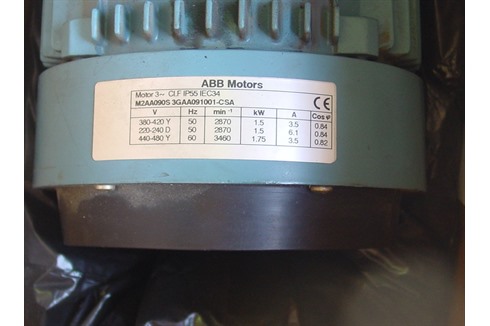 ABB Motors
Motor 3~ CI.F IP55 IEC34
M2AA090S 3GAA091001-CSA
V Hz min⁻¹ kW A Cos φ
380-420 Y 50 2870 1.5 3.5 0.84
220-240 D 50 2870 1.5 6.1 0.84
440-480 Y 60 3460 1.75 3.5 0.82
CE